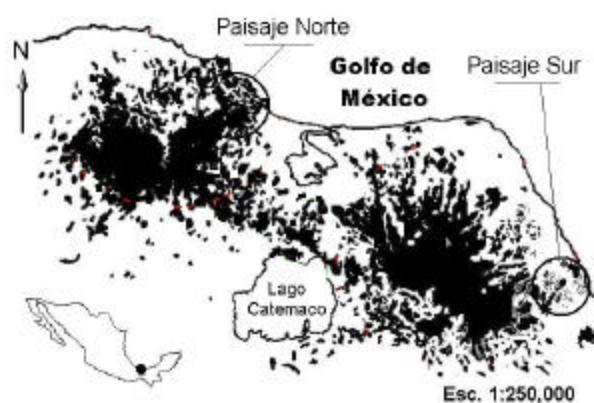 Paisaje Norte
N
Golfo de
México
Paisaje Sur
Lago
Catemaco
Esc. 1:250,000